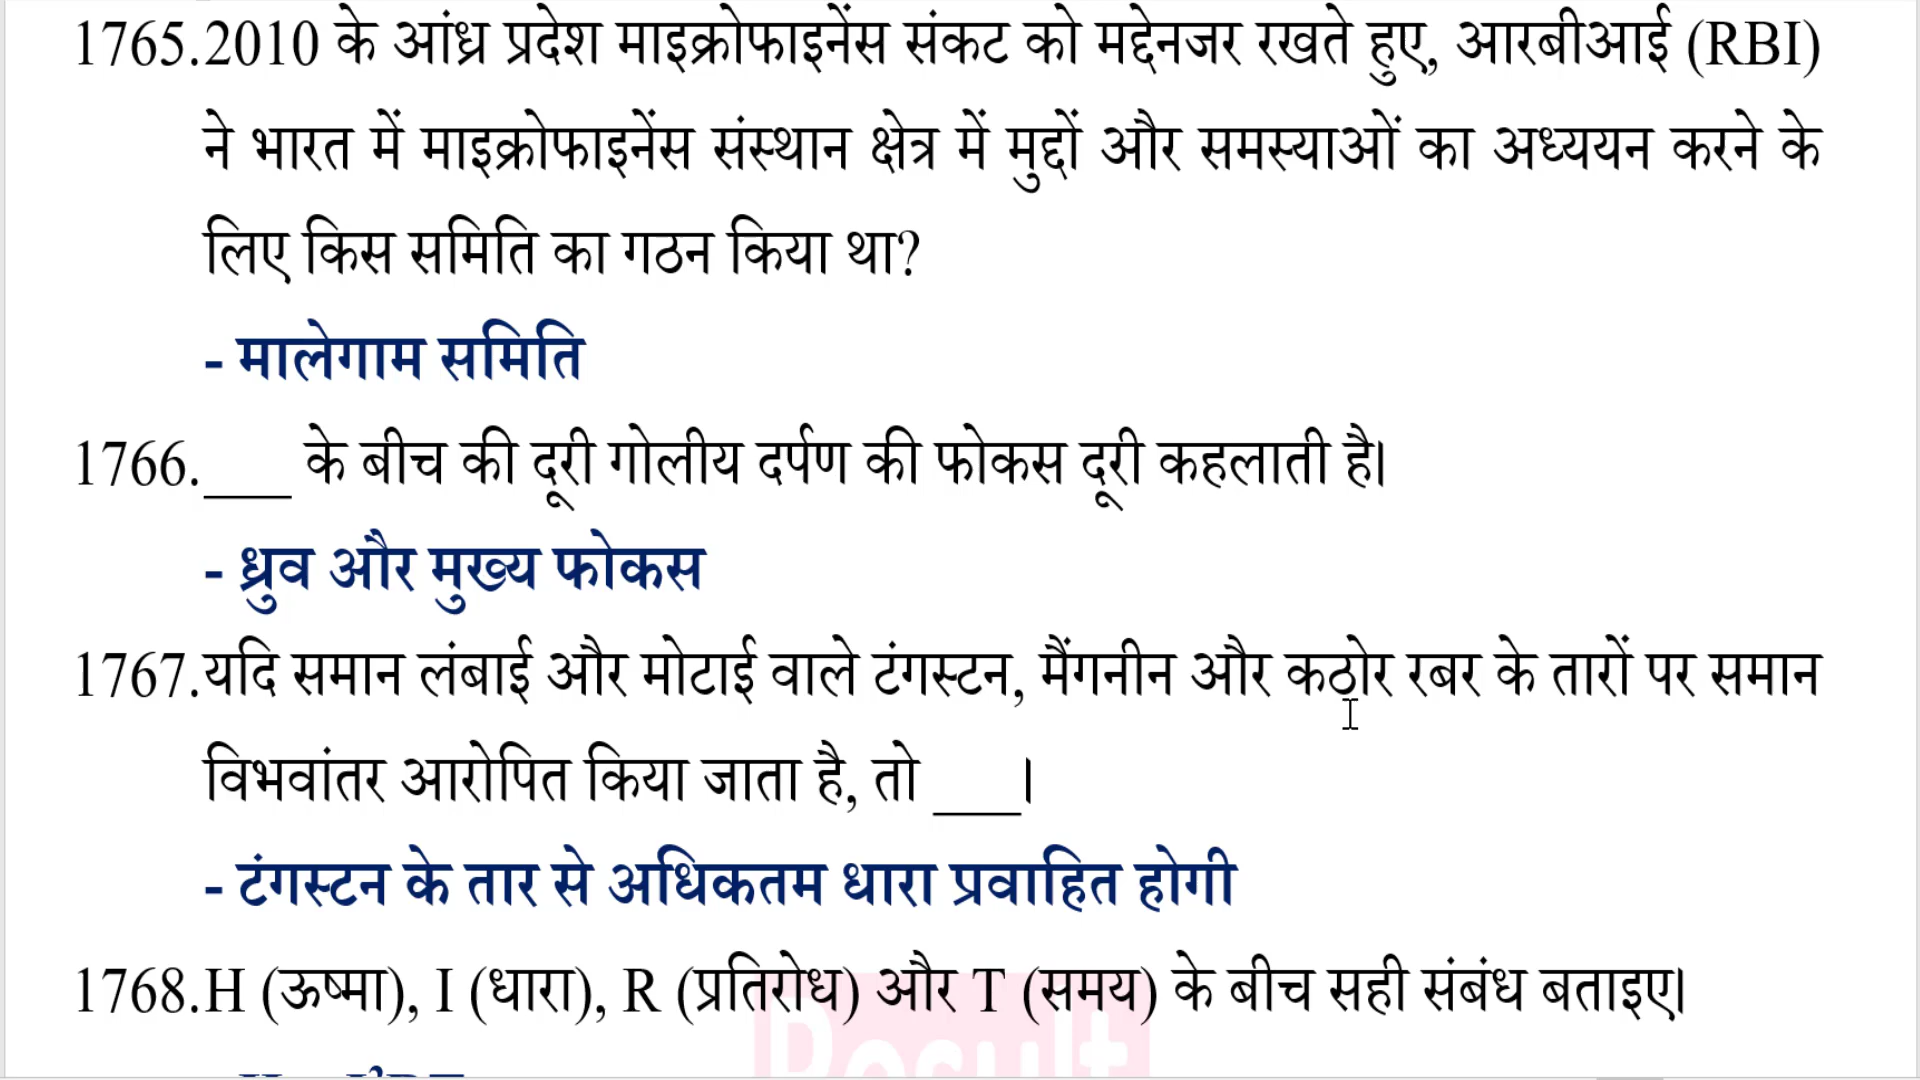 1765.2010 के आंध्र प्रदेश माइक्रोफाइनेंस संकट को मद्देनजर रखते हुए, आरबीआई (RBI)
ने भारत में माइक्रोफाइनेंस संस्थान क्षेत्र में मुद्दों और समस्याओं का अध्ययन करने के
लिए किस समिति का गठन किया था?
- मालेगाम समिति
1766.___ के बीच की दूरी गोलीय दर्पण की फोकस दूरी कहलाती है।
- ध्रुव और मुख्य फोकस
1767.यदि समान लंबाई और मोटाई वाले टंगस्टन, मैंगनीन और कठोर रबर के तारों पर समान
विभवांतर आरोपित किया जाता है, तो ___।
- टंगस्टन के तार से अधिकतम धारा प्रवाहित होगी
1768.H (ऊष्मा), I (धारा), R (प्रतिरोध) और T (समय) के बीच सही संबंध बताइए।
Result